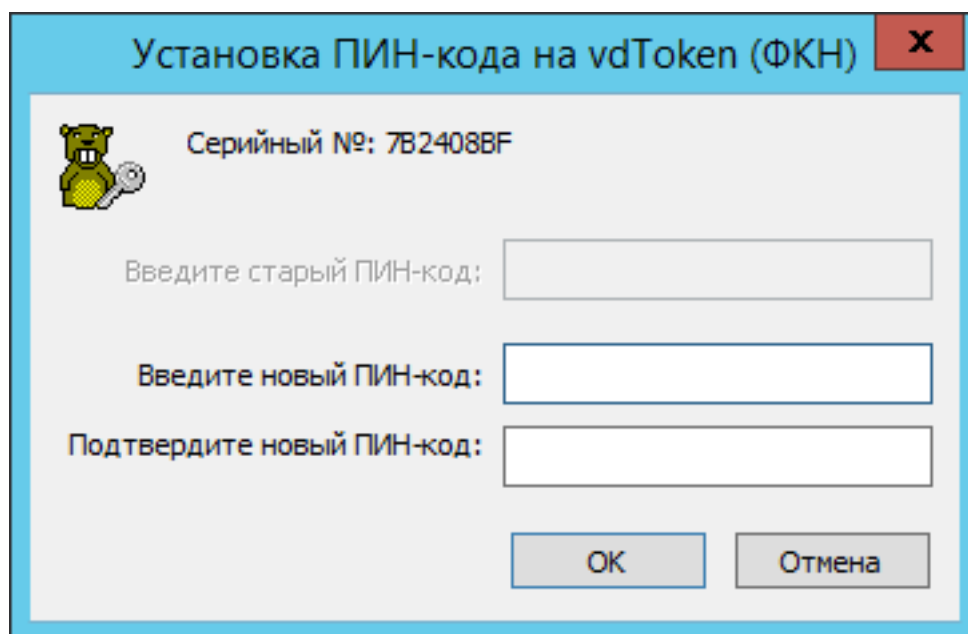 Установка ПИН-кода на vdToken (ФКН)
x
Серийный №: 7B2408BF
Введите старый ПИН-код:
Введите новый ПИН-код:
Подтвердите новый ПИН-код:
OK Отмена